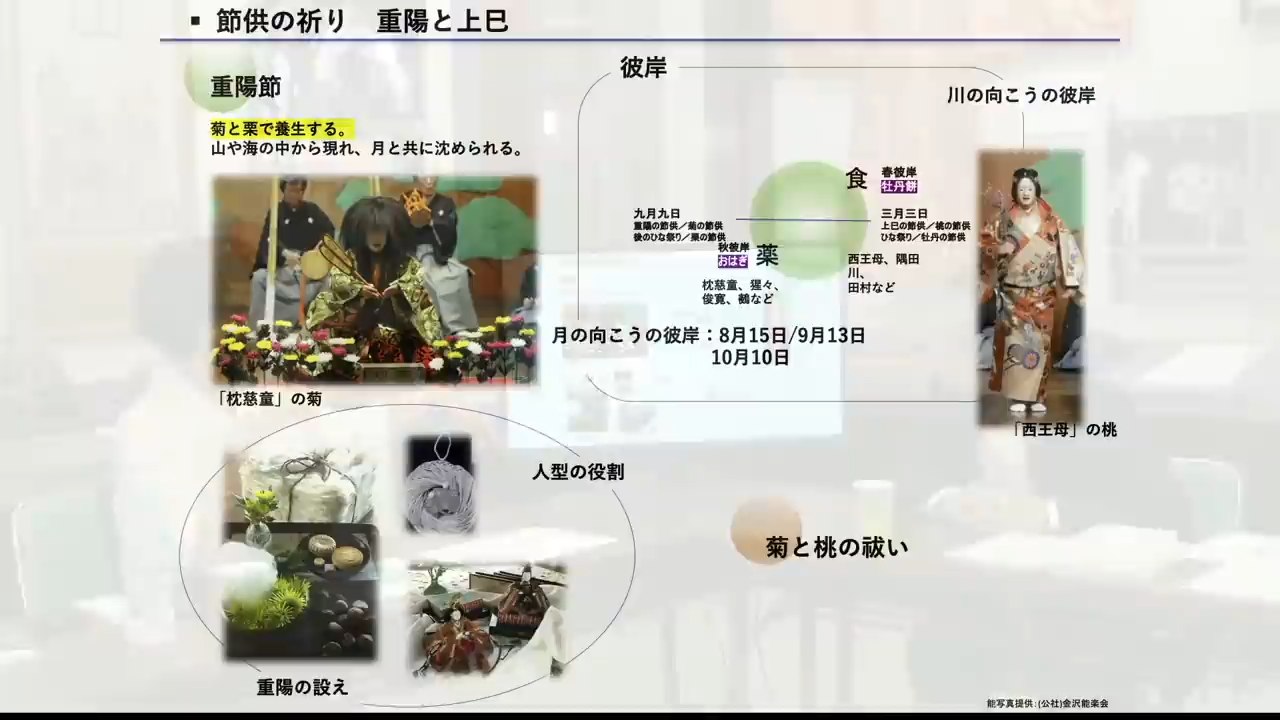 ▪ 節供の祈り　重陽と上巳
重陽節
菊と栗で養生する。
山や海の中から現れ、月と共に沈められる。
「枕慈童」の菊
彼岸
川の向こうの彼岸
食
春彼岸
牡丹餅
九月九日
重陽の節供／菊の節供
後のひな祭り／栗の節供
秋彼岸
おはぎ
薬
三月三日
上巳の節供／桃の節供
ひな祭り／牡丹の節供
枕慈童、猩々、
俊寛、鶴など
西王母、隅田
川、
田村など
月の向こうの彼岸：8月15日/9月13日
10月10日
「西王母」の桃
人型の役割
菊と桃の祓い
重陽の設え
能写真提供：(公社)金沢能楽会